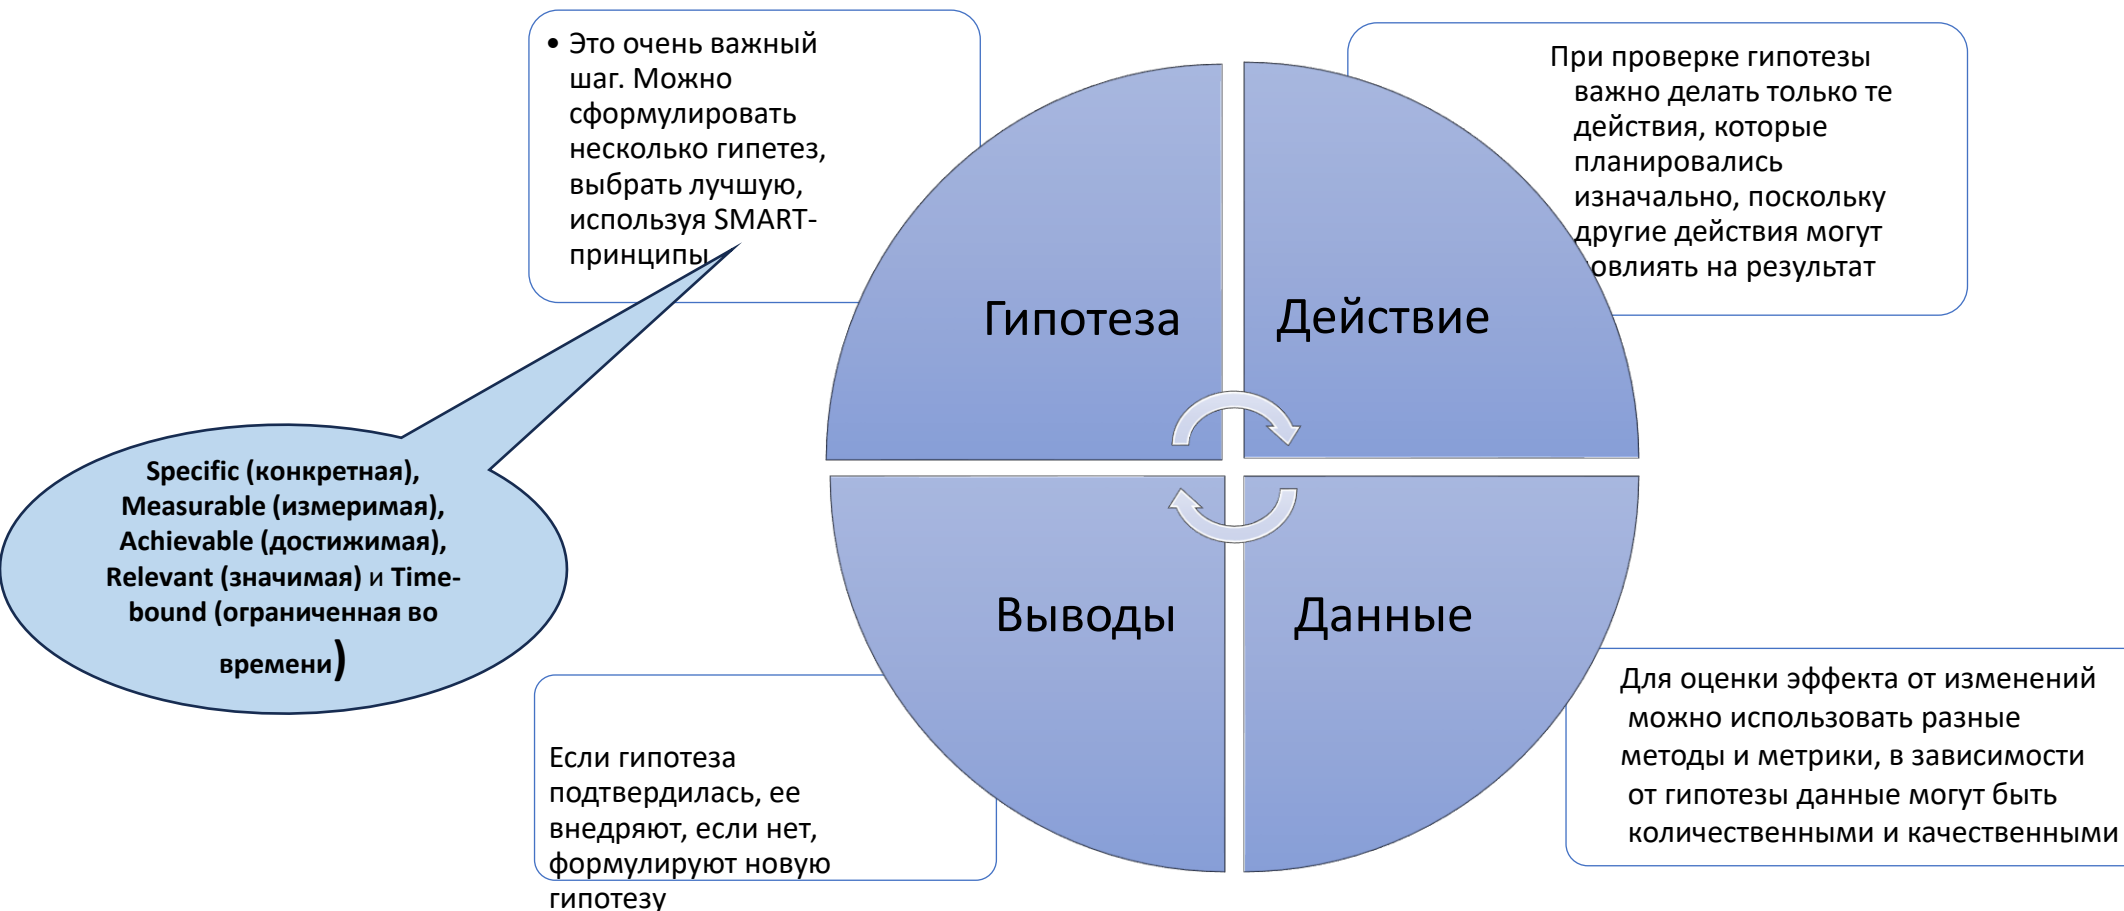 • Это очень важный
шаг. Можно
сформулировать
несколько гипетез,
выбрать лучшую,
используя SMART-
принципы
При проверке гипотезы
важно делать только те
действия, которые
планировались
изначально, поскольку
другие действия могут
повлиять на результат
Гипотеза
Действие
Specific (конкретная),
Measurable (измеримая),
Achievable (достижимая),
Relevant (значимая) и Time-
bound (ограниченная во
времени)
Выводы
Данные
Если гипотеза
подтвердилась, ее
внедряют, если нет,
формулируют новую
гипотезу
Для оценки эффекта от изменений
можно использовать разные
методы и метрики, в зависимости
от гипотезы данные могут быть
количественными и качественными